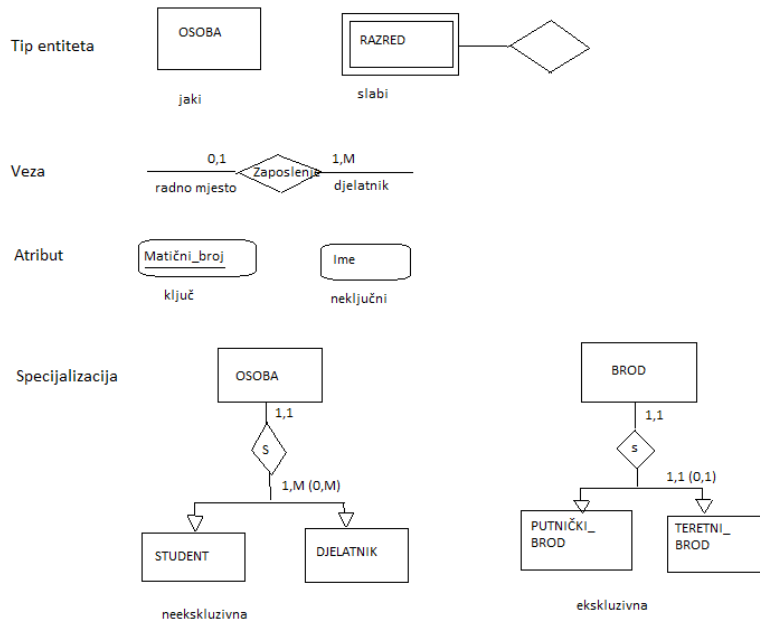 Tip entiteta
OSOBA
RAZRED
jaki
slabi
Veza
0,1
Zaposlenje
1,M
radno mjesto
djelatnik
Atribut
Matični_broj
Ime
ključ
neključni
Specijalizacija
OSOBA
BROD
1,1
1,1
S
s
1,M (0,M)
1,1 (0,1)
STUDENT
DJELATNIK
PUTNIČKI_
BROD
TERETNI_
BROD
neekskluzivna
ekskluzivna